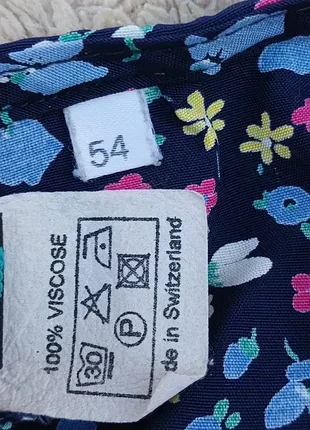 54
100% VISCOSE
30
P
de in Switzerland